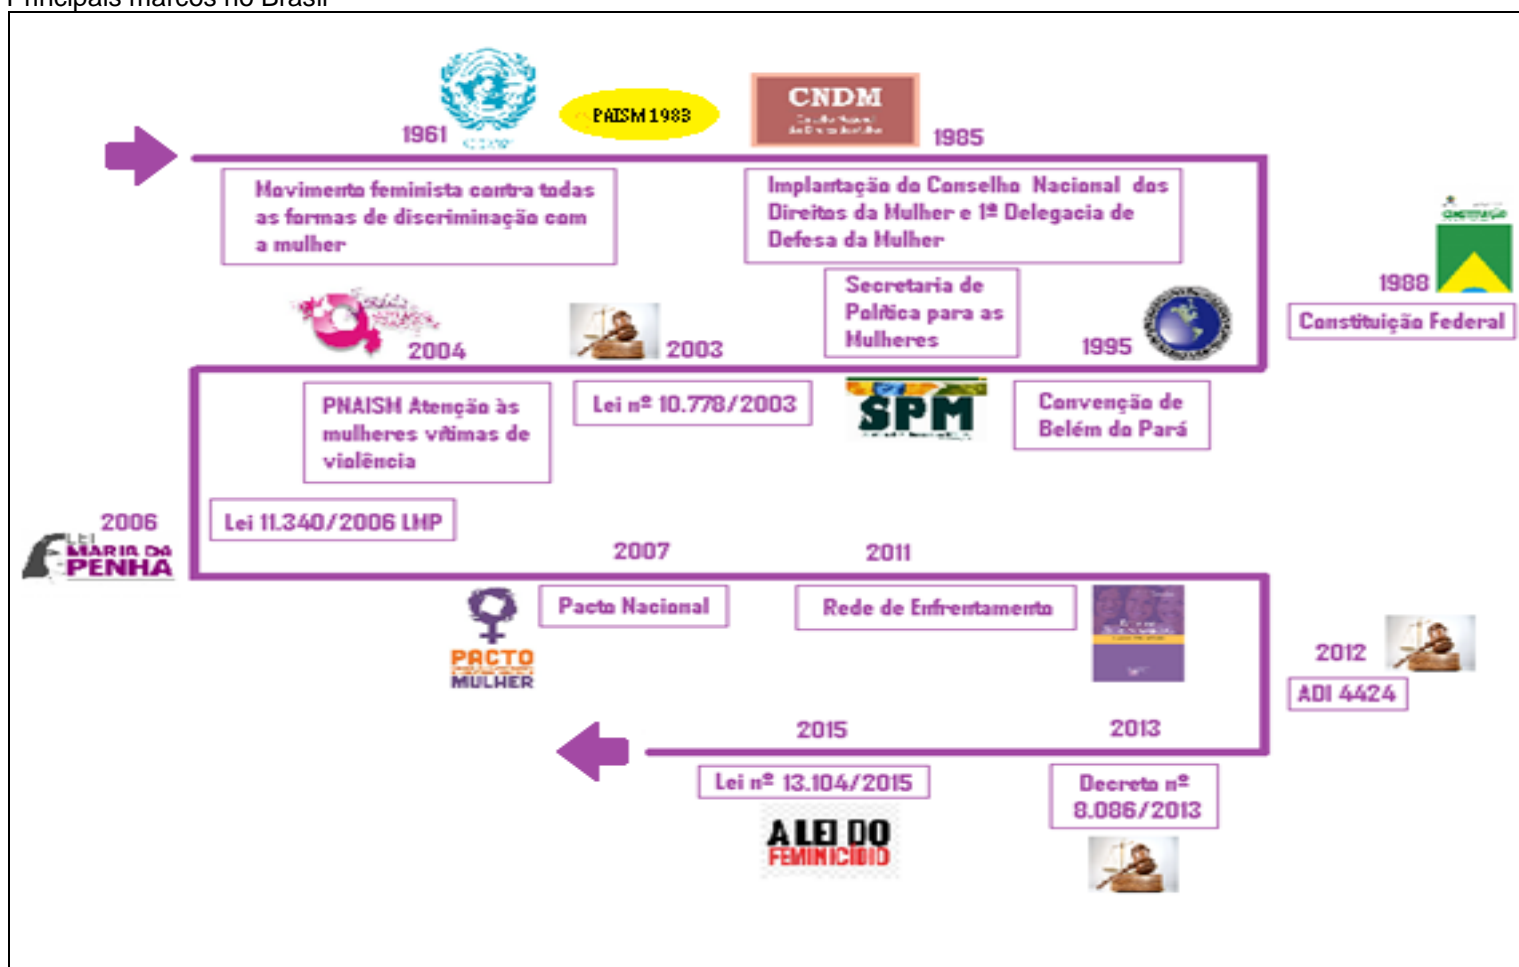 Principais marcos no Brasil
1961
PAISM 1983
CNDM
1985
Movimento feminista contra todas
as formas de discriminação com
a mulher
Implantação do Conselho Nacional dos
Direitos da Mulher e 1ª Delegacia de
Defesa da Mulher
1988
Constituição Federal
Secretaria de
Política para as
Mulheres
SPM
1995
Convenção de
Belém do Pará
2003
Lei nº 10.778/2003
2004
PNAISM Atenção às
mulheres vítimas de
violência
2006
LEI
MARIA DA
PENHA
Lei 11.340/2006 LMP
2007
Pacto Nacional
PACTO
MULHER
2011
Rede de Enfrentamento
2012
ADI 4424
2013
Decreto nº
8.086/2013
2015
Lei nº 13.104/2015
A LEI DO
FEMINICÍDIO